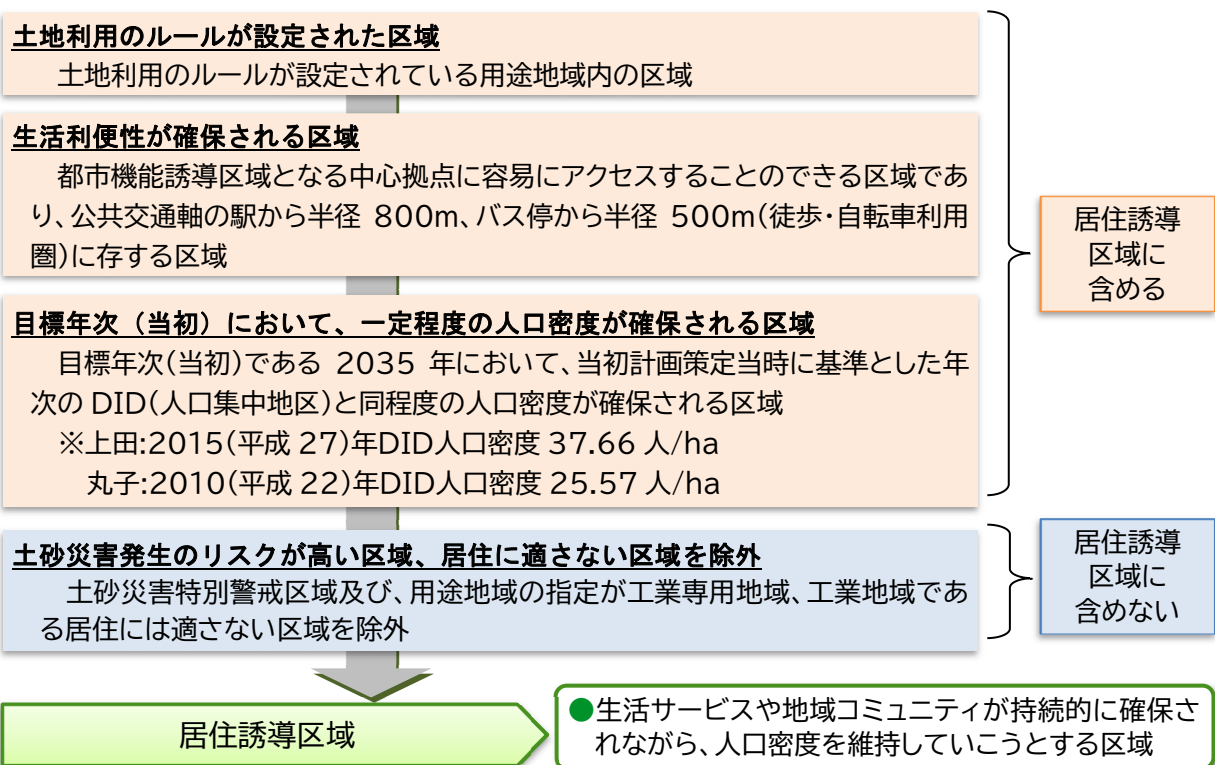 土地利用のルールが設定された区域
土地利用のルールが設定されている用途地域内の区域
生活利便性が確保される区域
都市機能誘導区域となる中心拠点に容易にアクセスすることのできる区域であ
り、公共交通軸の駅から半径 800m、バス停から半径 500m(徒歩・自転車利用
圏)に存する区域
目標年次（当初）において、一定程度の人口密度が確保される区域
目標年次(当初)である 2035 年において、当初計画策定当時に基準とした年
次の DID(人口集中地区)と同程度の人口密度が確保される区域
※上田:2015(平成 27)年DID人口密度 37.66 人/ha
丸子:2010(平成 22)年DID人口密度 25.57 人/ha
居住誘導
区域に
含める
土砂災害発生のリスクが高い区域、居住に適さない区域を除外
土砂災害特別警戒区域及び、用途地域の指定が工業専用地域、工業地域であ
る居住には適さない区域を除外
居住誘導
区域に
含めない
居住誘導区域
●生活サービスや地域コミュニティが持続的に確保さ
れながら、人口密度を維持していこうとする区域